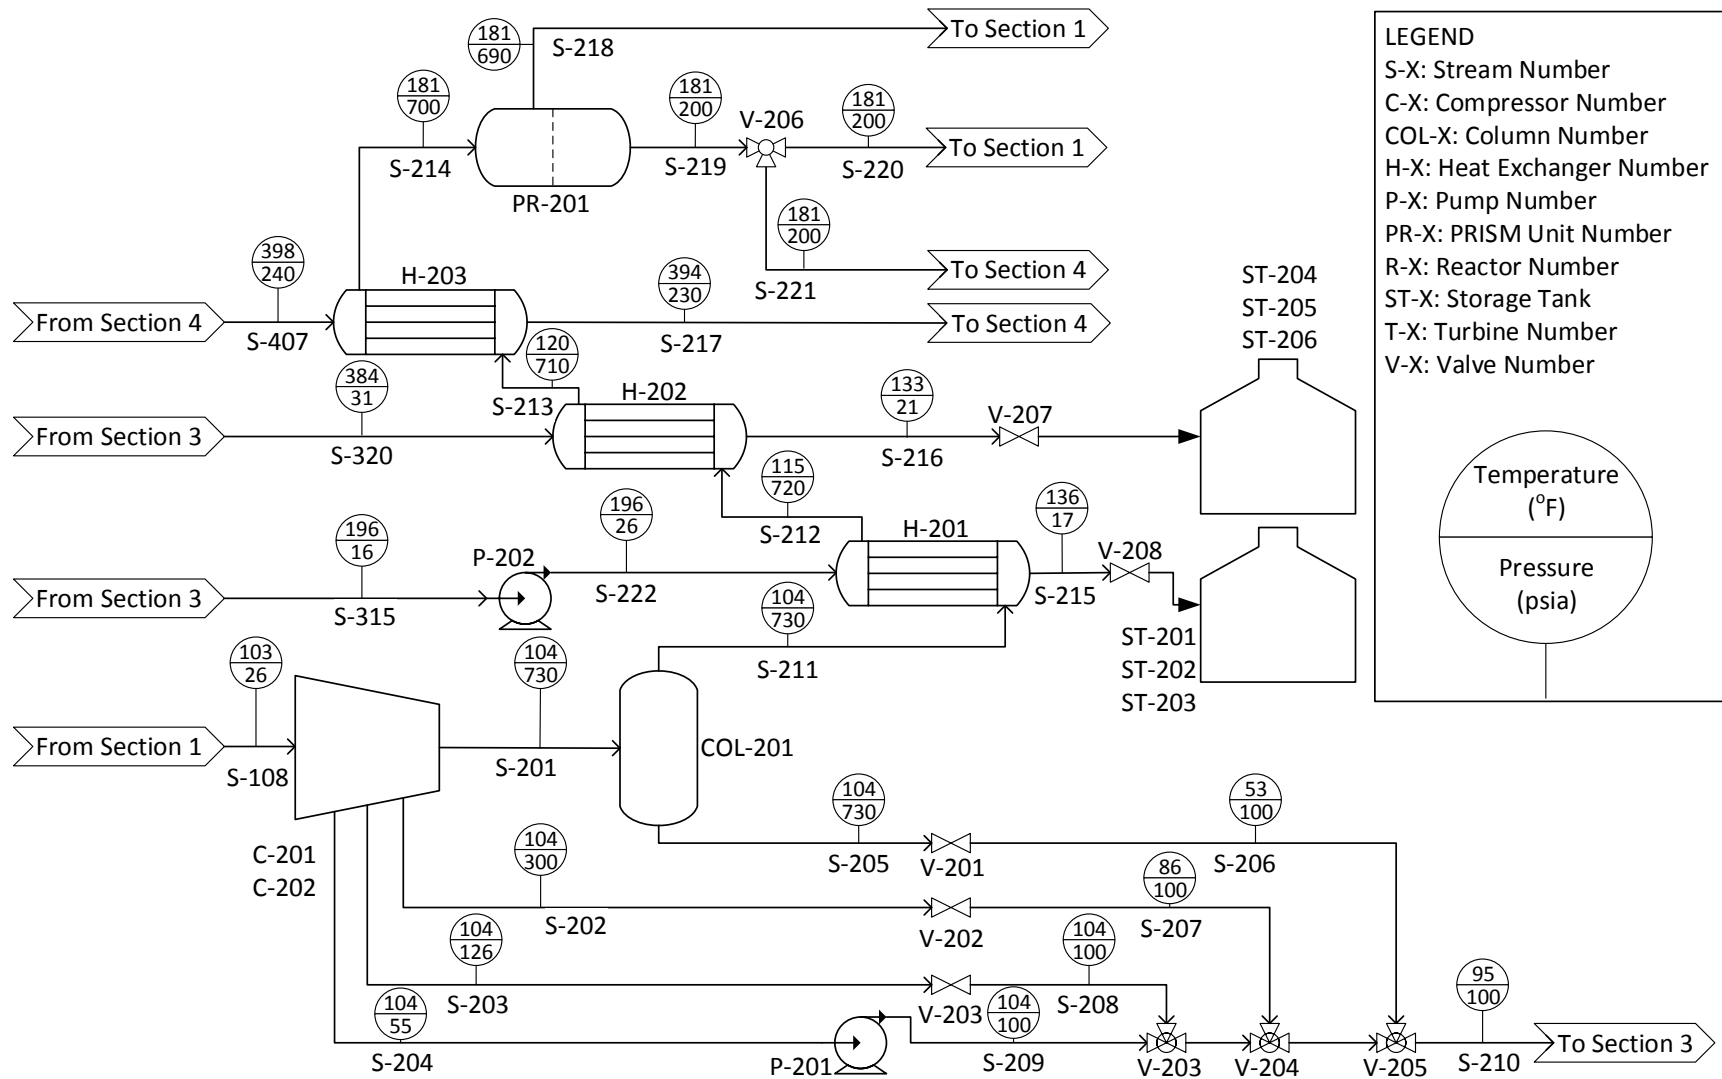 181
690
S-218
To Section 1
181
700
S-214
PR-201
181
200
S-219
V-206
181
200
S-220
To Section 1
181
200
S-221
To Section 4
From Section 4
398
240
S-407
H-203
394
230
S-217
To Section 4
120
710
S-213
From Section 3
384
31
S-320
H-202
133
21
S-216
V-207
ST-204
ST-205
ST-206
115
720
S-212
From Section 3
196
16
S-315
P-202
196
26
S-222
H-201
136
17
S-215
V-208
104
730
S-211
ST-201
ST-202
ST-203
From Section 1
103
26
S-108
C-201
C-202
104
730
S-201
COL-201
104
730
S-205
V-201
53
100
S-206
104
300
S-202
V-202
86
100
S-207
104
126
S-203
V-203
104
100
S-208
104
55
S-204
P-201
104
100
S-209
V-203
V-204
V-205
95
100
S-210
To Section 3
LEGEND
S-X: Stream Number
C-X: Compressor Number
COL-X: Column Number
H-X: Heat Exchanger Number
P-X: Pump Number
PR-X: PRISM Unit Number
R-X: Reactor Number
ST-X: Storage Tank
T-X: Turbine Number
V-X: Valve Number
Temperature
(°F)
Pressure
(psia)